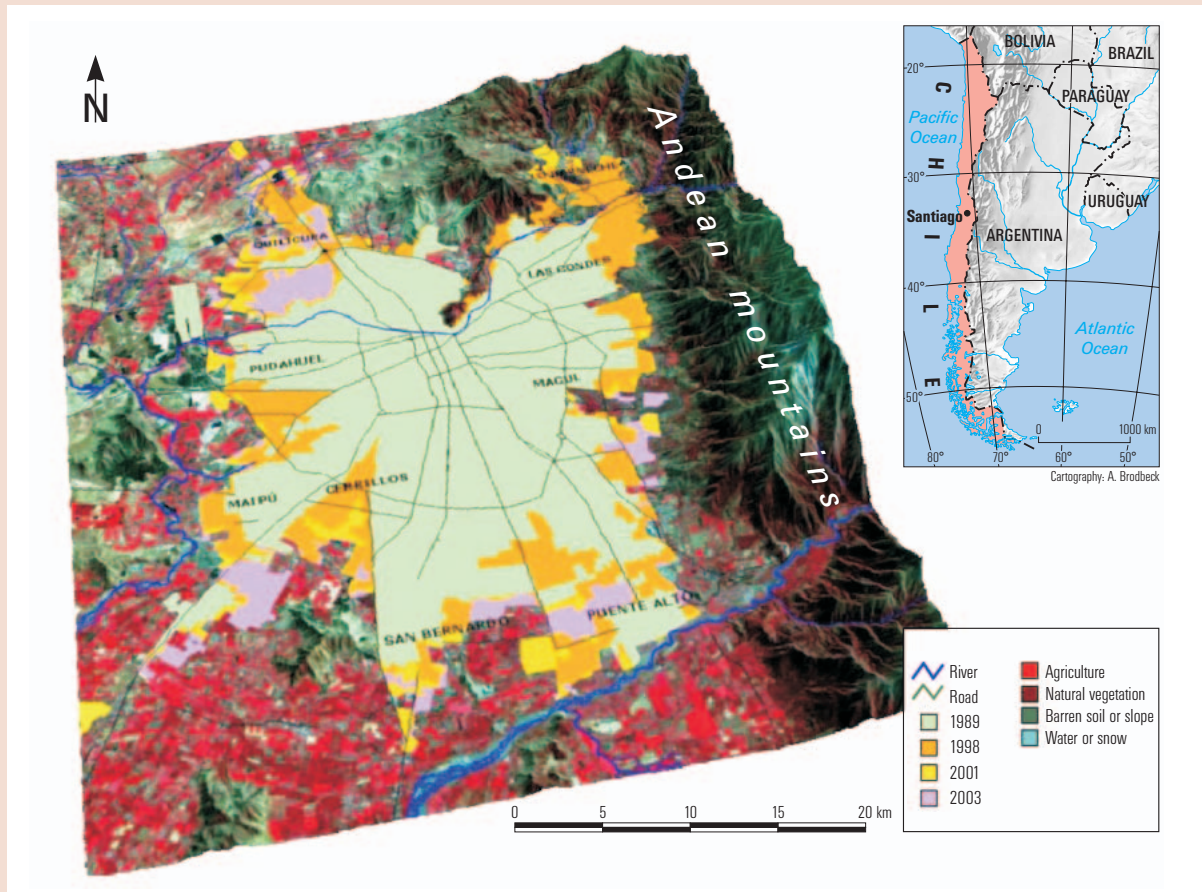 N
Andean mountains
QUILICURA
LAS CONDES
PUDAHUEL
MACUL
MAIPÚ
CERRILLOS
SAN BERNARDO
PUENTE ALTO
0 5 10 15 20 km
BOLIVIA
BRAZIL
-20°
PARAGUAY
Pacific
Ocean
CHILE
-30°
URUGUAY
Santiago
ARGENTINA
-40°
Atlantic
Ocean
-50°
0 1000 km
80° 70° 60° 50°
Cartography: A. Brodbeck
River
Road
1989
1998
2001
2003
Agriculture
Natural vegetation
Barren soil or slope
Water or snow